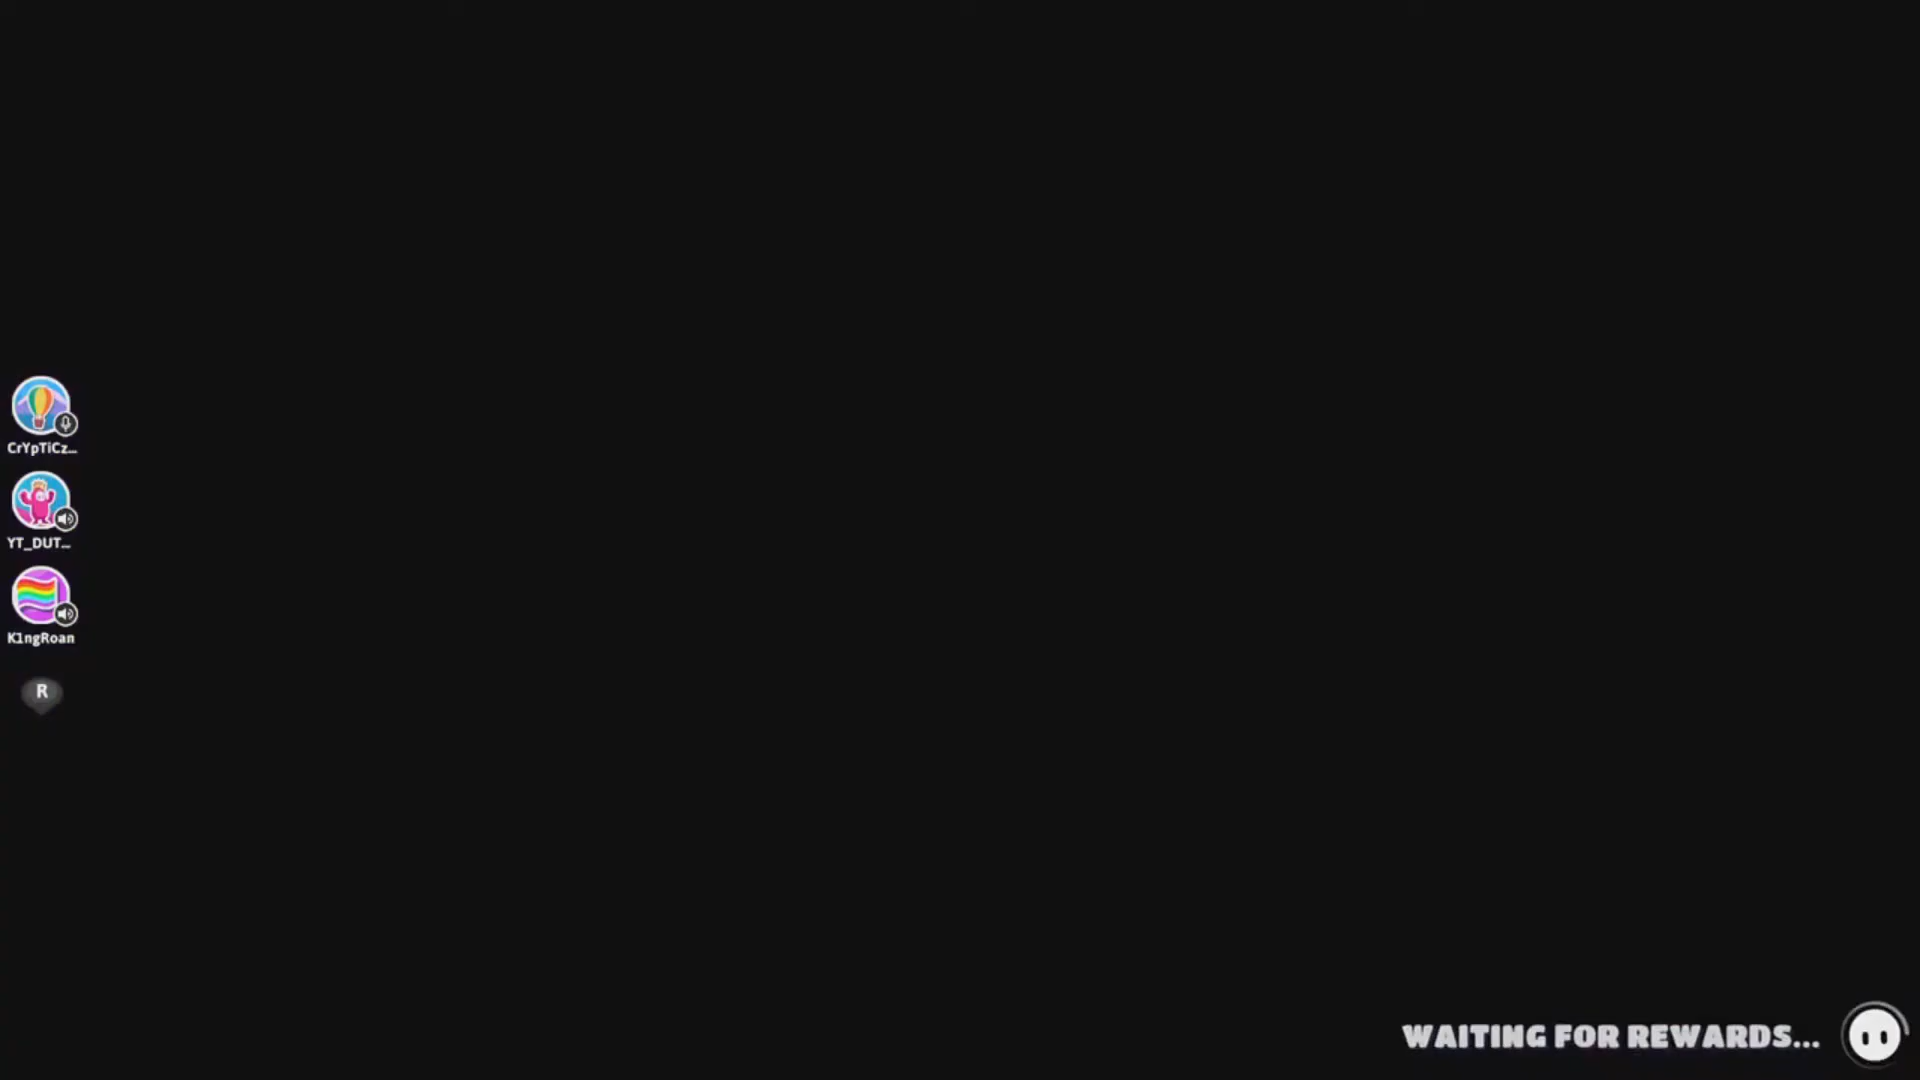 CrYpTiCz...
YT_DUT...
K1ngRoan
R
WAITING FOR REWARDS...